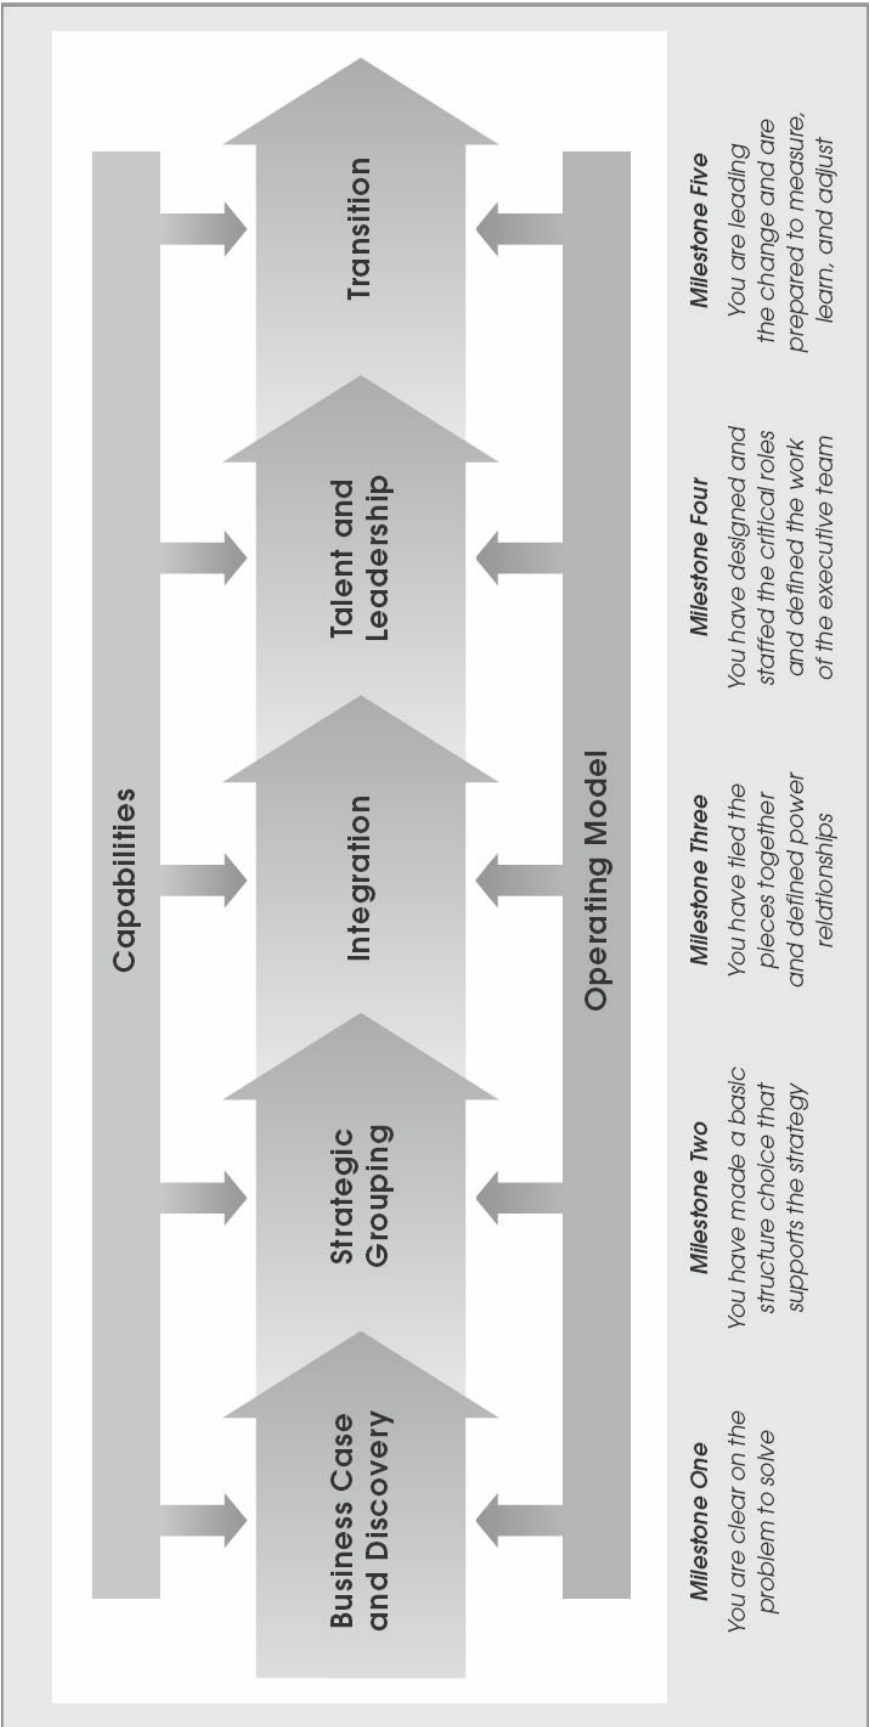 Capabilities
Business Case
and Discovery
Strategic
Grouping
Integration
Talent and
Leadership
Transition
Operating Model
Milestone One
You are clear on the
problem to solve
Milestone Two
You have made a basic
structure choice that
supports the strategy
Milestone Three
You have tied the
pieces together
and defined power
relationships
Milestone Four
You have designed and
staffed the critical roles
and defined the work
of the executive team
Milestone Five
You are leading
the change and are
prepared to measure,
learn, and adjust